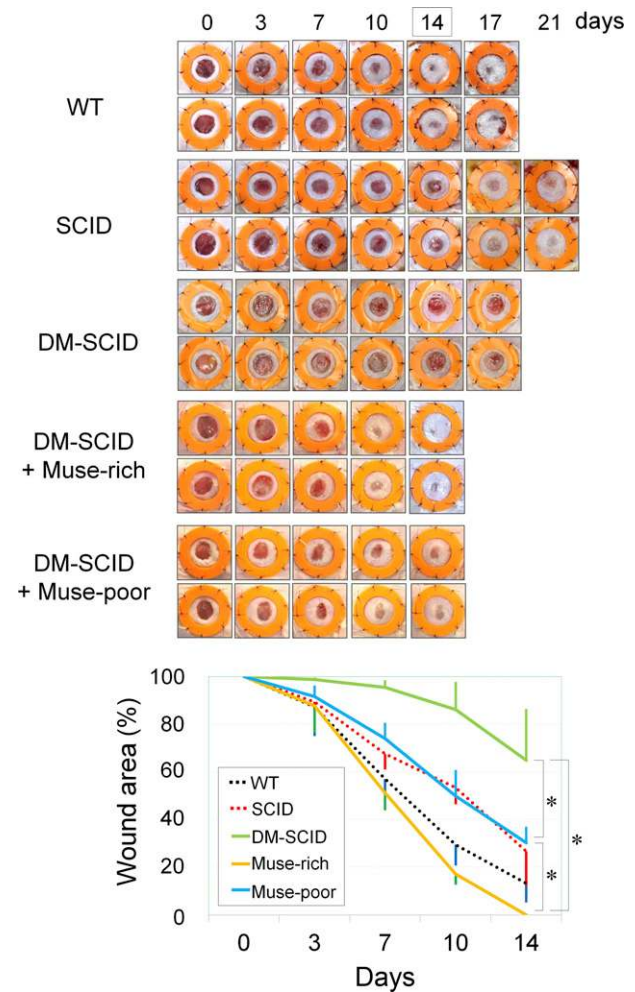 0 3 7 10 14 17 21 days
WT
SCID
DM-SCID
DM-SCID
+ Muse-rich
DM-SCID
+ Muse-poor
100
80
60
40
20
0
Wound area (%)
WT
SCID
DM-SCID
Muse-rich
Muse-poor
*
*
*
0 3 7 10 14
Days